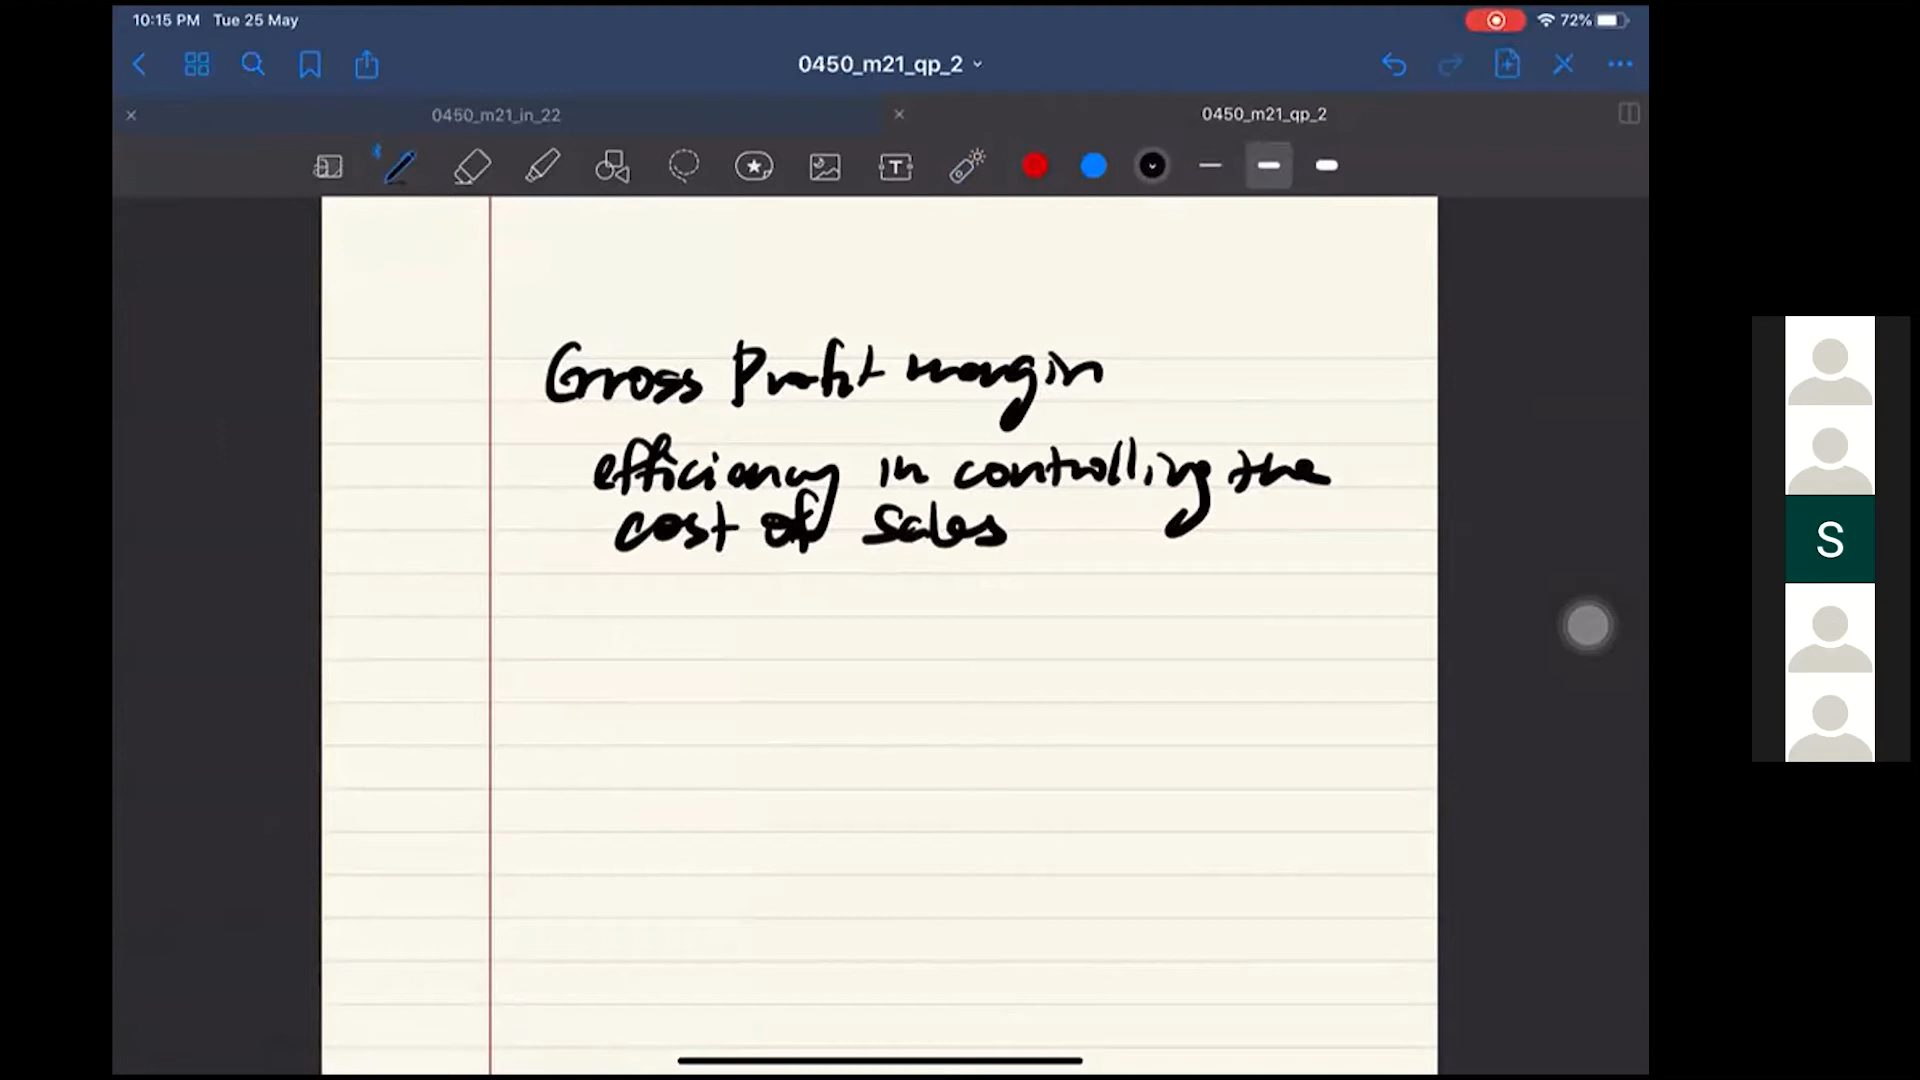 10:15 PM Tue 25 May
72%
0450_m21_qp_2
0450_m21_in_22
0450_m21_qp_2
T
Gross Profit margin
efficiency in controlling the
cost of sales
S